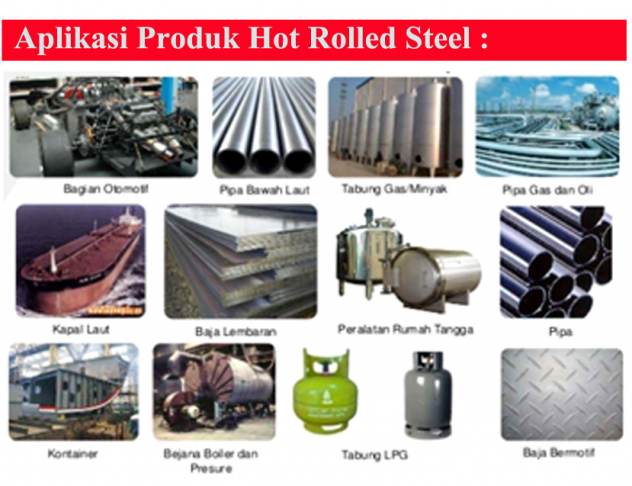 Aplikasi Produk Hot Rolled Steel :
Bagian Otomotif
Pipa Bawah Laut
Tabung Gas/Minyak
Pipa Gas dan Oli
Kapal Laut
Baja Lembaran
Peralatan Rumah Tangga
Pipa
Kontainer
Bejana Boiler dan
Presure
Tabung LPG
Baja Bermotif